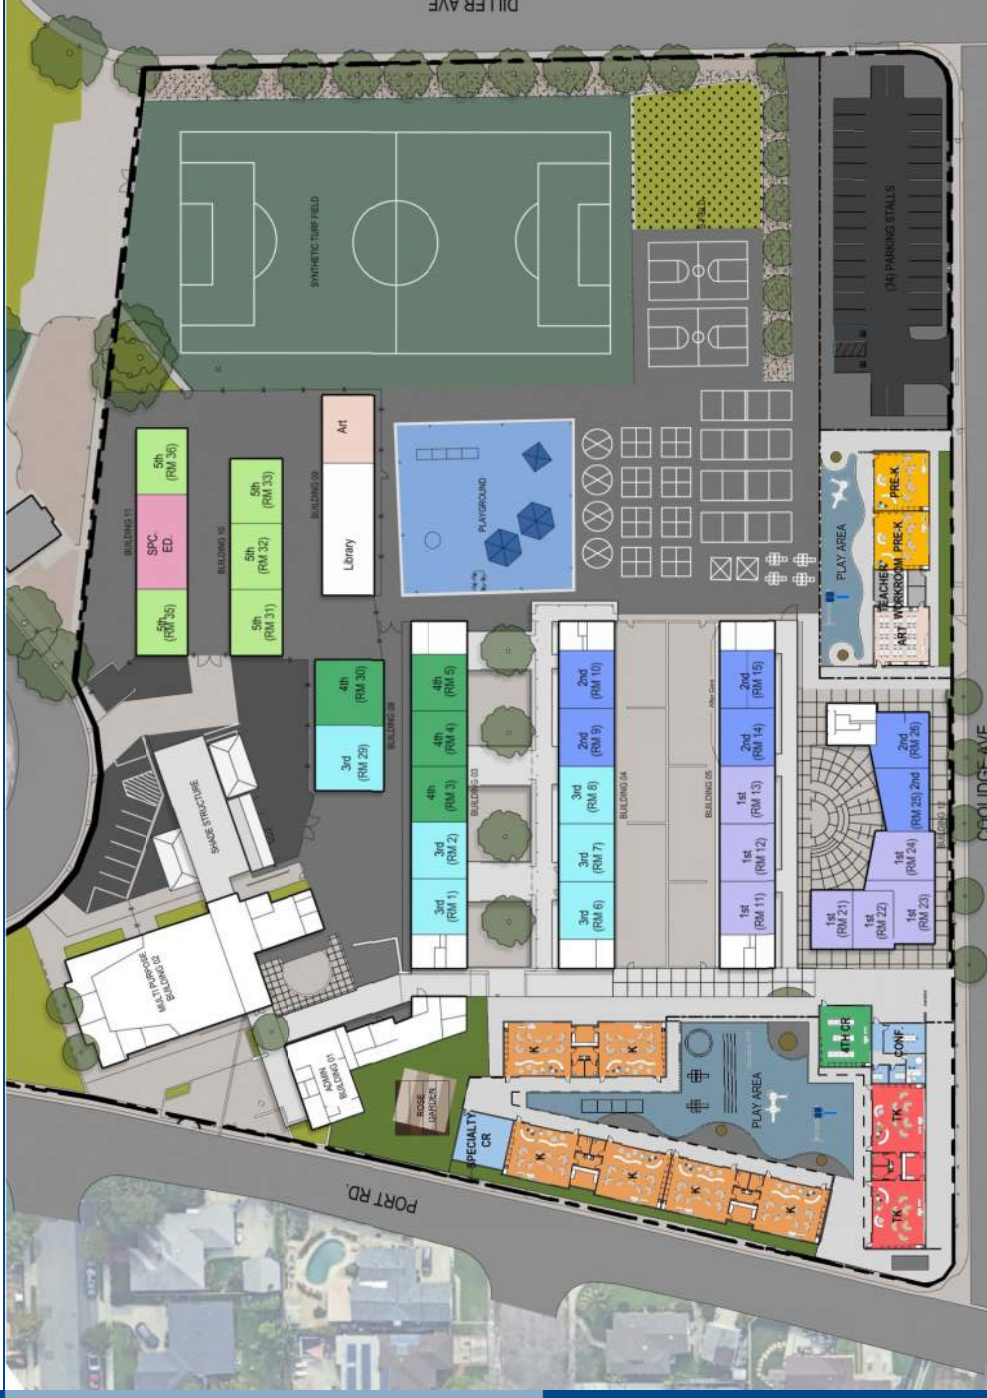 DILLER AVE
SYNTHETIC TURF FIELD
(34) PARKING STALLS
BUILDING 11
5th
(RM 36)
SPC.
ED.
5th
(RM 35)
BUILDING 10
5th
(RM 33)
5th
(RM 32)
5th
(RM 31)
BUILDING 09
Art
Library
PLAYGROUND
PLAY AREA
PRE-K
PRE-K
TEACHER
WORKROOM
ART
4th
(RM 30)
3rd
(RM 29)
BUILDING 08
4th
(RM 5)
4th
(RM 4)
4th
(RM 3)
3rd
(RM 2)
3rd
(RM 1)
BUILDING 03
2nd
(RM 10)
2nd
(RM 9)
3rd
(RM 8)
3rd
(RM 7)
3rd
(RM 6)
BUILDING 04
BUILDING 05
After Care
2nd
(RM 15)
2nd
(RM 14)
1st
(RM 13)
1st
(RM 12)
1st
(RM 11)
2nd
(RM 26)
2nd
(RM 25)
1st
(RM 24)
1st
(RM 23)
1st
(RM 22)
1st
(RM 21)
BUILDING 12
COOLIDGE AVE
SHADE STRUCTURE
MULTI PURPOSE
BUILDING 02
ADMIN
BUILDING 01
ROSE
GARDEN
SPECIALTY
CR
K
K
K
K
K
K
PLAY AREA
4TH CR
CONF.
TK
TK
PORT RD.